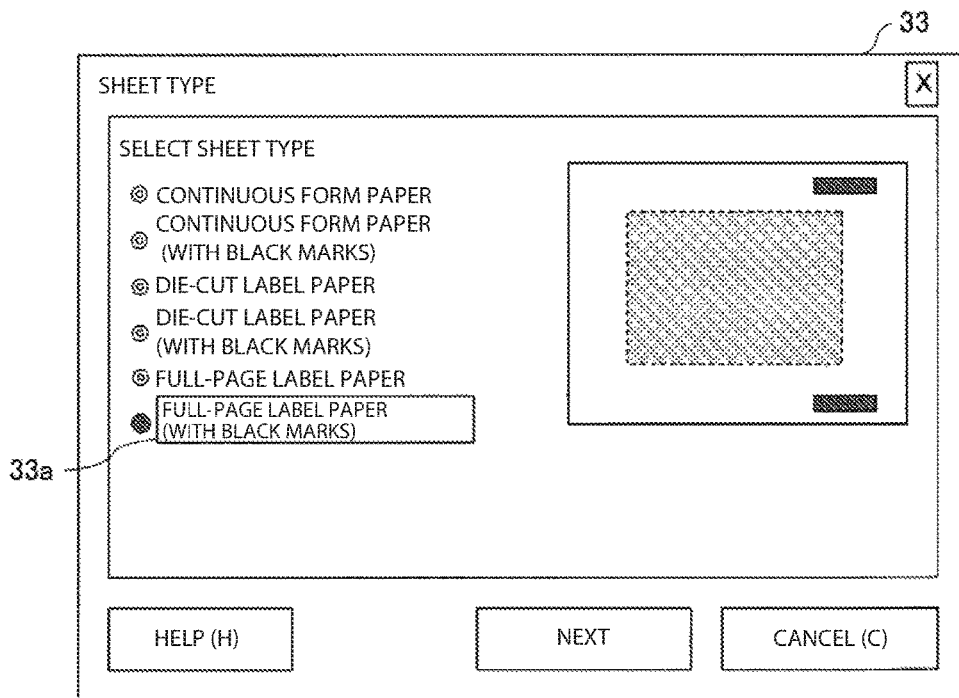 33
SHEET TYPE
X
SELECT SHEET TYPE
CONTINUOUS FORM PAPER
CONTINUOUS FORM PAPER
(WITH BLACK MARKS)
DIE-CUT LABEL PAPER
DIE-CUT LABEL PAPER
(WITH BLACK MARKS)
FULL-PAGE LABEL PAPER
FULL-PAGE LABEL PAPER
(WITH BLACK MARKS)
33a
HELP (H)
NEXT
CANCEL (C)